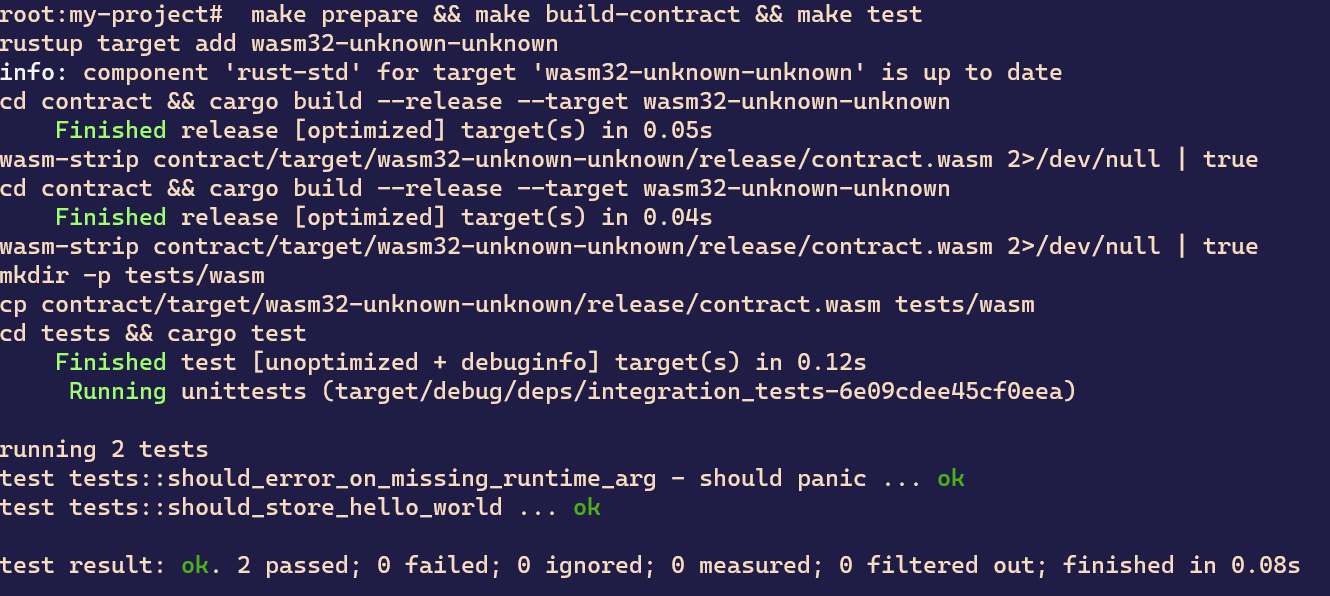 root:my-project#  make prepare && make build-contract && make test
rustup target add wasm32-unknown-unknown
info: component 'rust-std' for target 'wasm32-unknown-unknown' is up to date
cd contract && cargo build --release --target wasm32-unknown-unknown
    Finished release [optimized] target(s) in 0.05s
wasm-strip contract/target/wasm32-unknown-unknown/release/contract.wasm 2>/dev/null | true
cd contract && cargo build --release --target wasm32-unknown-unknown
    Finished release [optimized] target(s) in 0.04s
wasm-strip contract/target/wasm32-unknown-unknown/release/contract.wasm 2>/dev/null | true
mkdir -p tests/wasm
cp contract/target/wasm32-unknown-unknown/release/contract.wasm tests/wasm
cd tests && cargo test
    Finished test [unoptimized + debuginfo] target(s) in 0.12s
     Running unittests (target/debug/deps/integration_tests-6e09cdee45cf0eea)

running 2 tests
test tests::should_error_on_missing_runtime_arg - should panic ... ok
test tests::should_store_hello_world ... ok

test result: ok. 2 passed; 0 failed; 0 ignored; 0 measured; 0 filtered out; finished in 0.08s